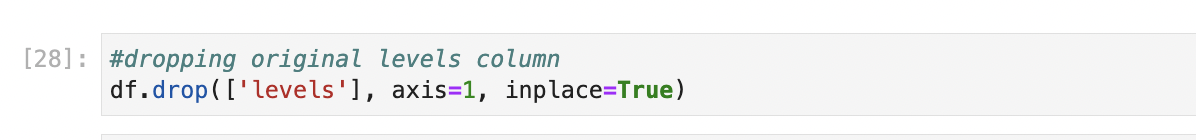 [28]: #dropping original levels column
df.drop(['levels'], axis=1, inplace=True)